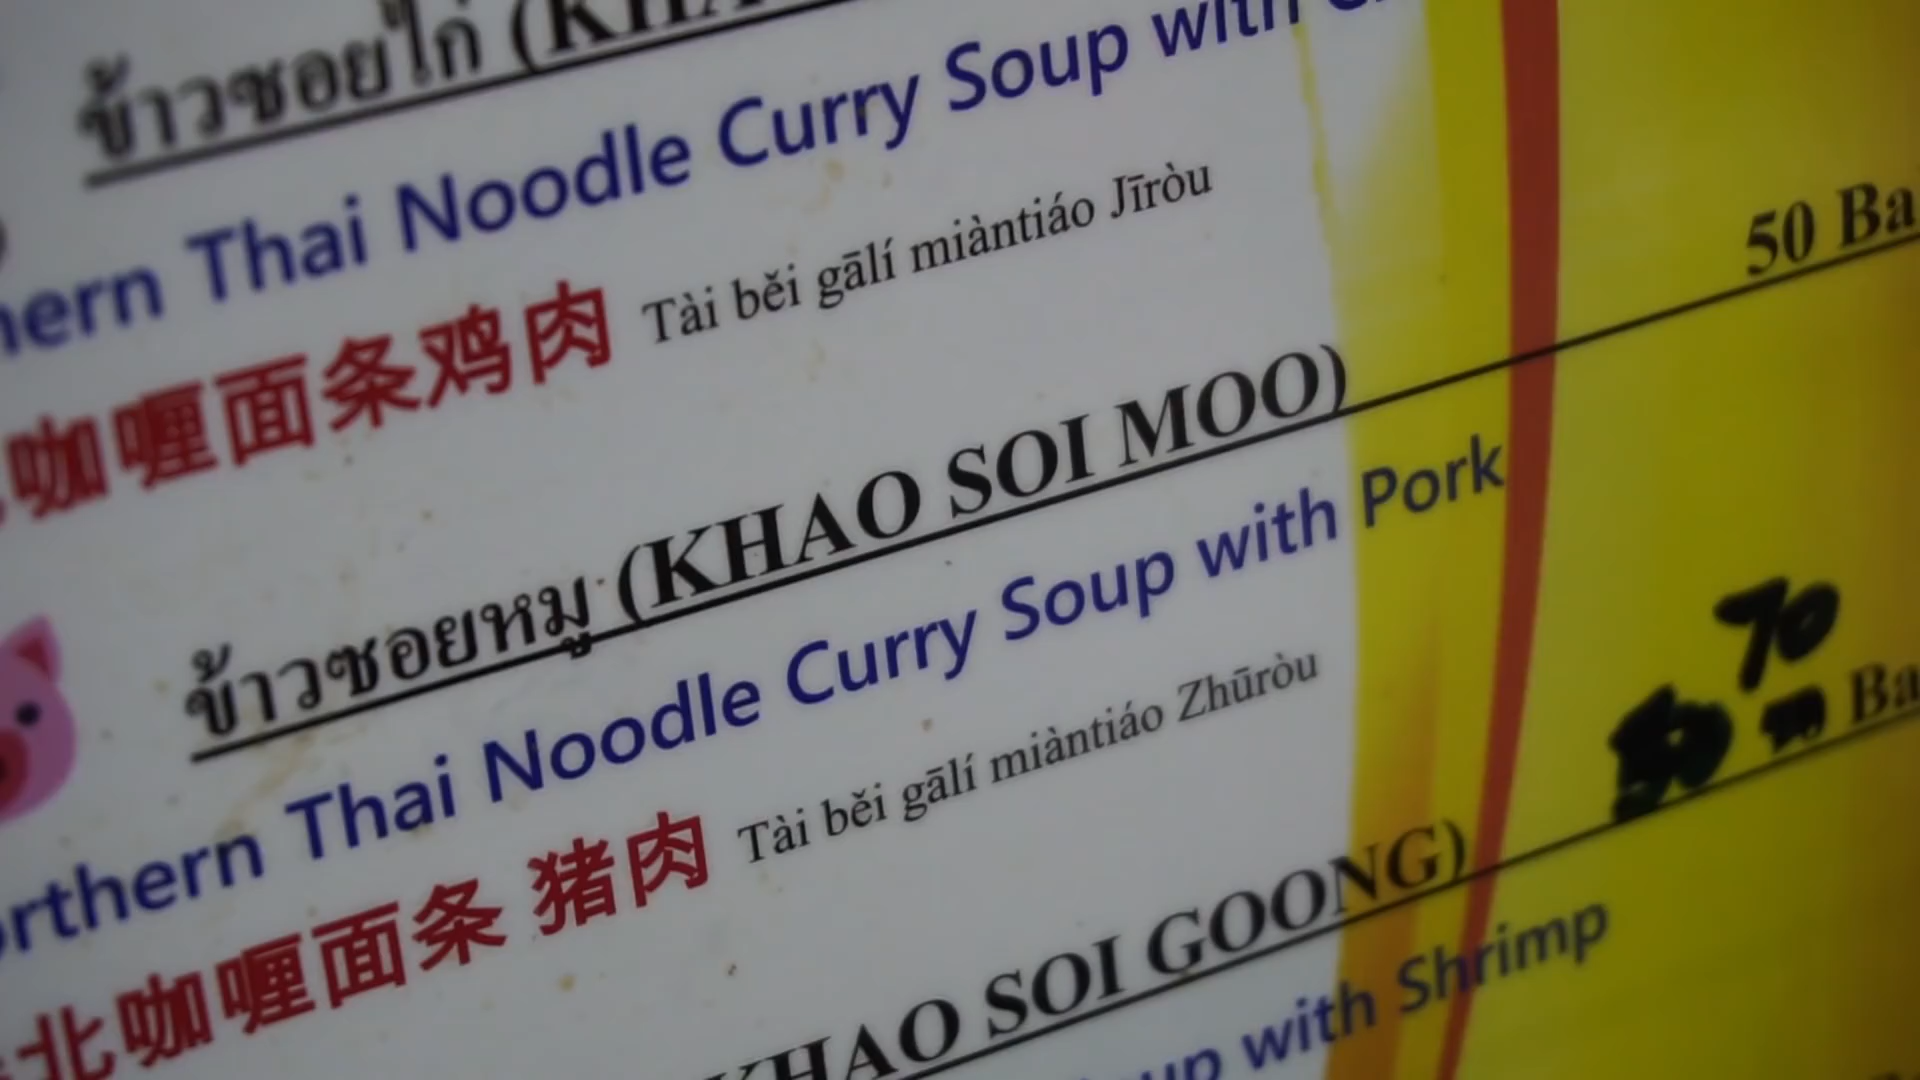 ข้าวซอยไก่ (KHA
hern Thai Noodle Curry Soup with
咖喱面条鸡肉 Tài běi gālí miàntiáo Jīròu
ข้าวซอยหมู (KHAO SOI MOO) 50 Ba
orthern Thai Noodle Curry Soup with Pork
北咖喱面条 猪肉 Tài běi gālí miàntiáo Zhūròu
70
KHAO SOI GOONG) Ba
up with Shrimp